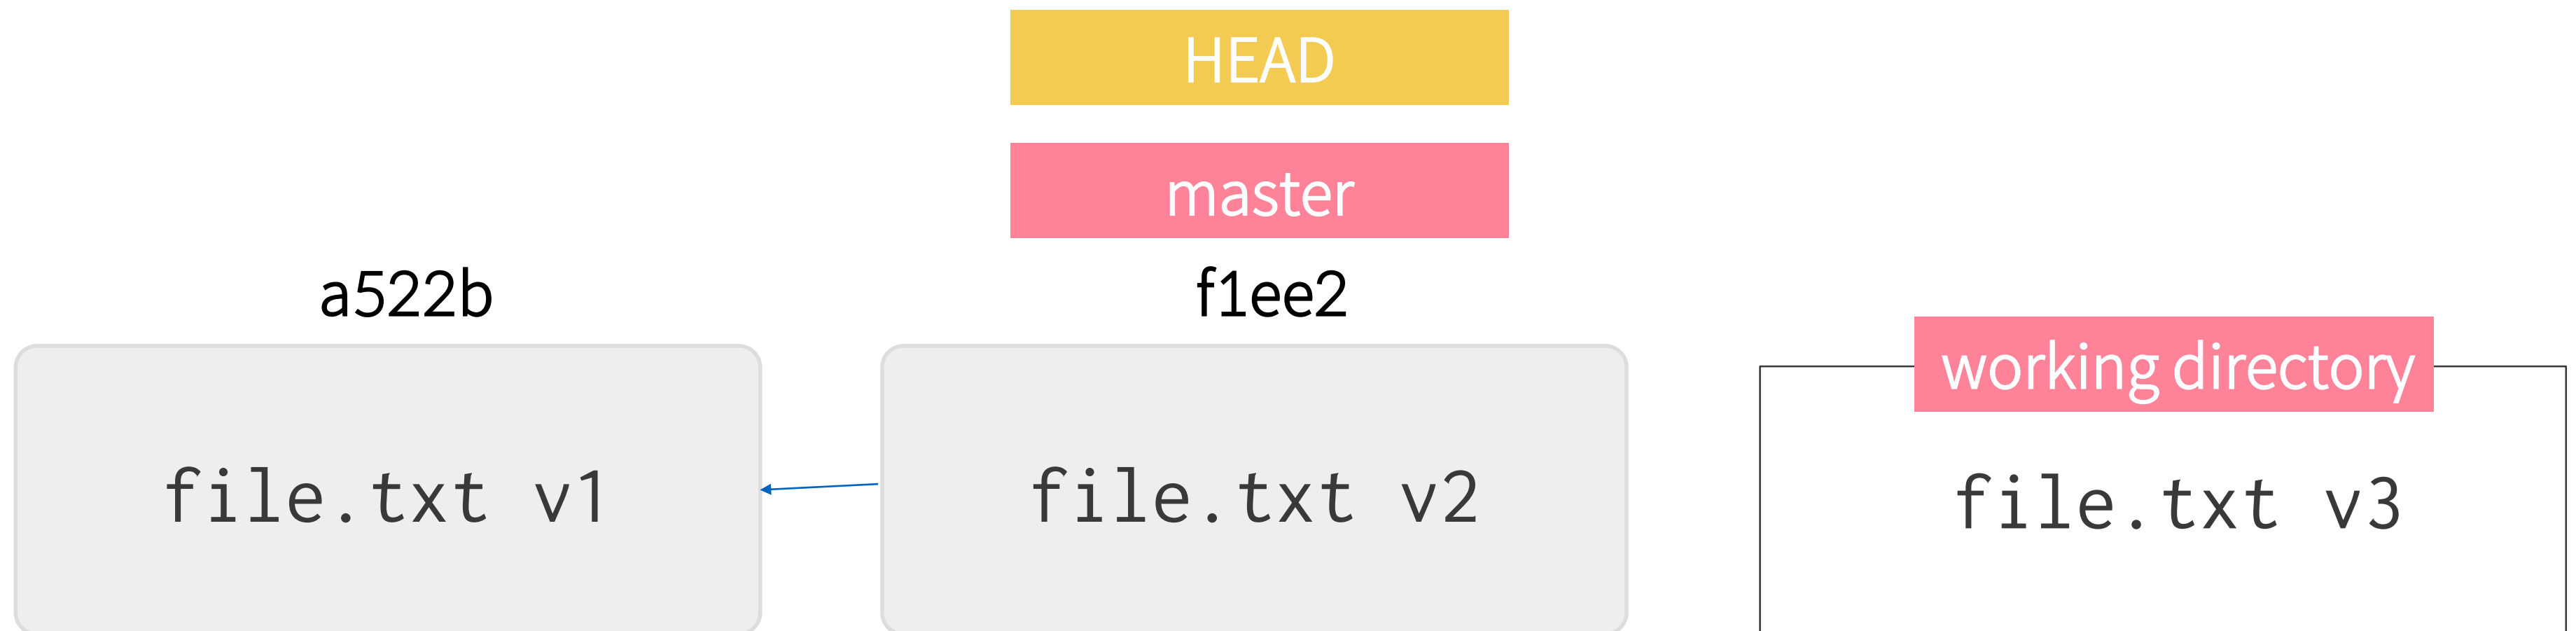 HEAD
master
a522b
f1ee2
working directory
file.txt v1
file.txt v2
file.txt v3